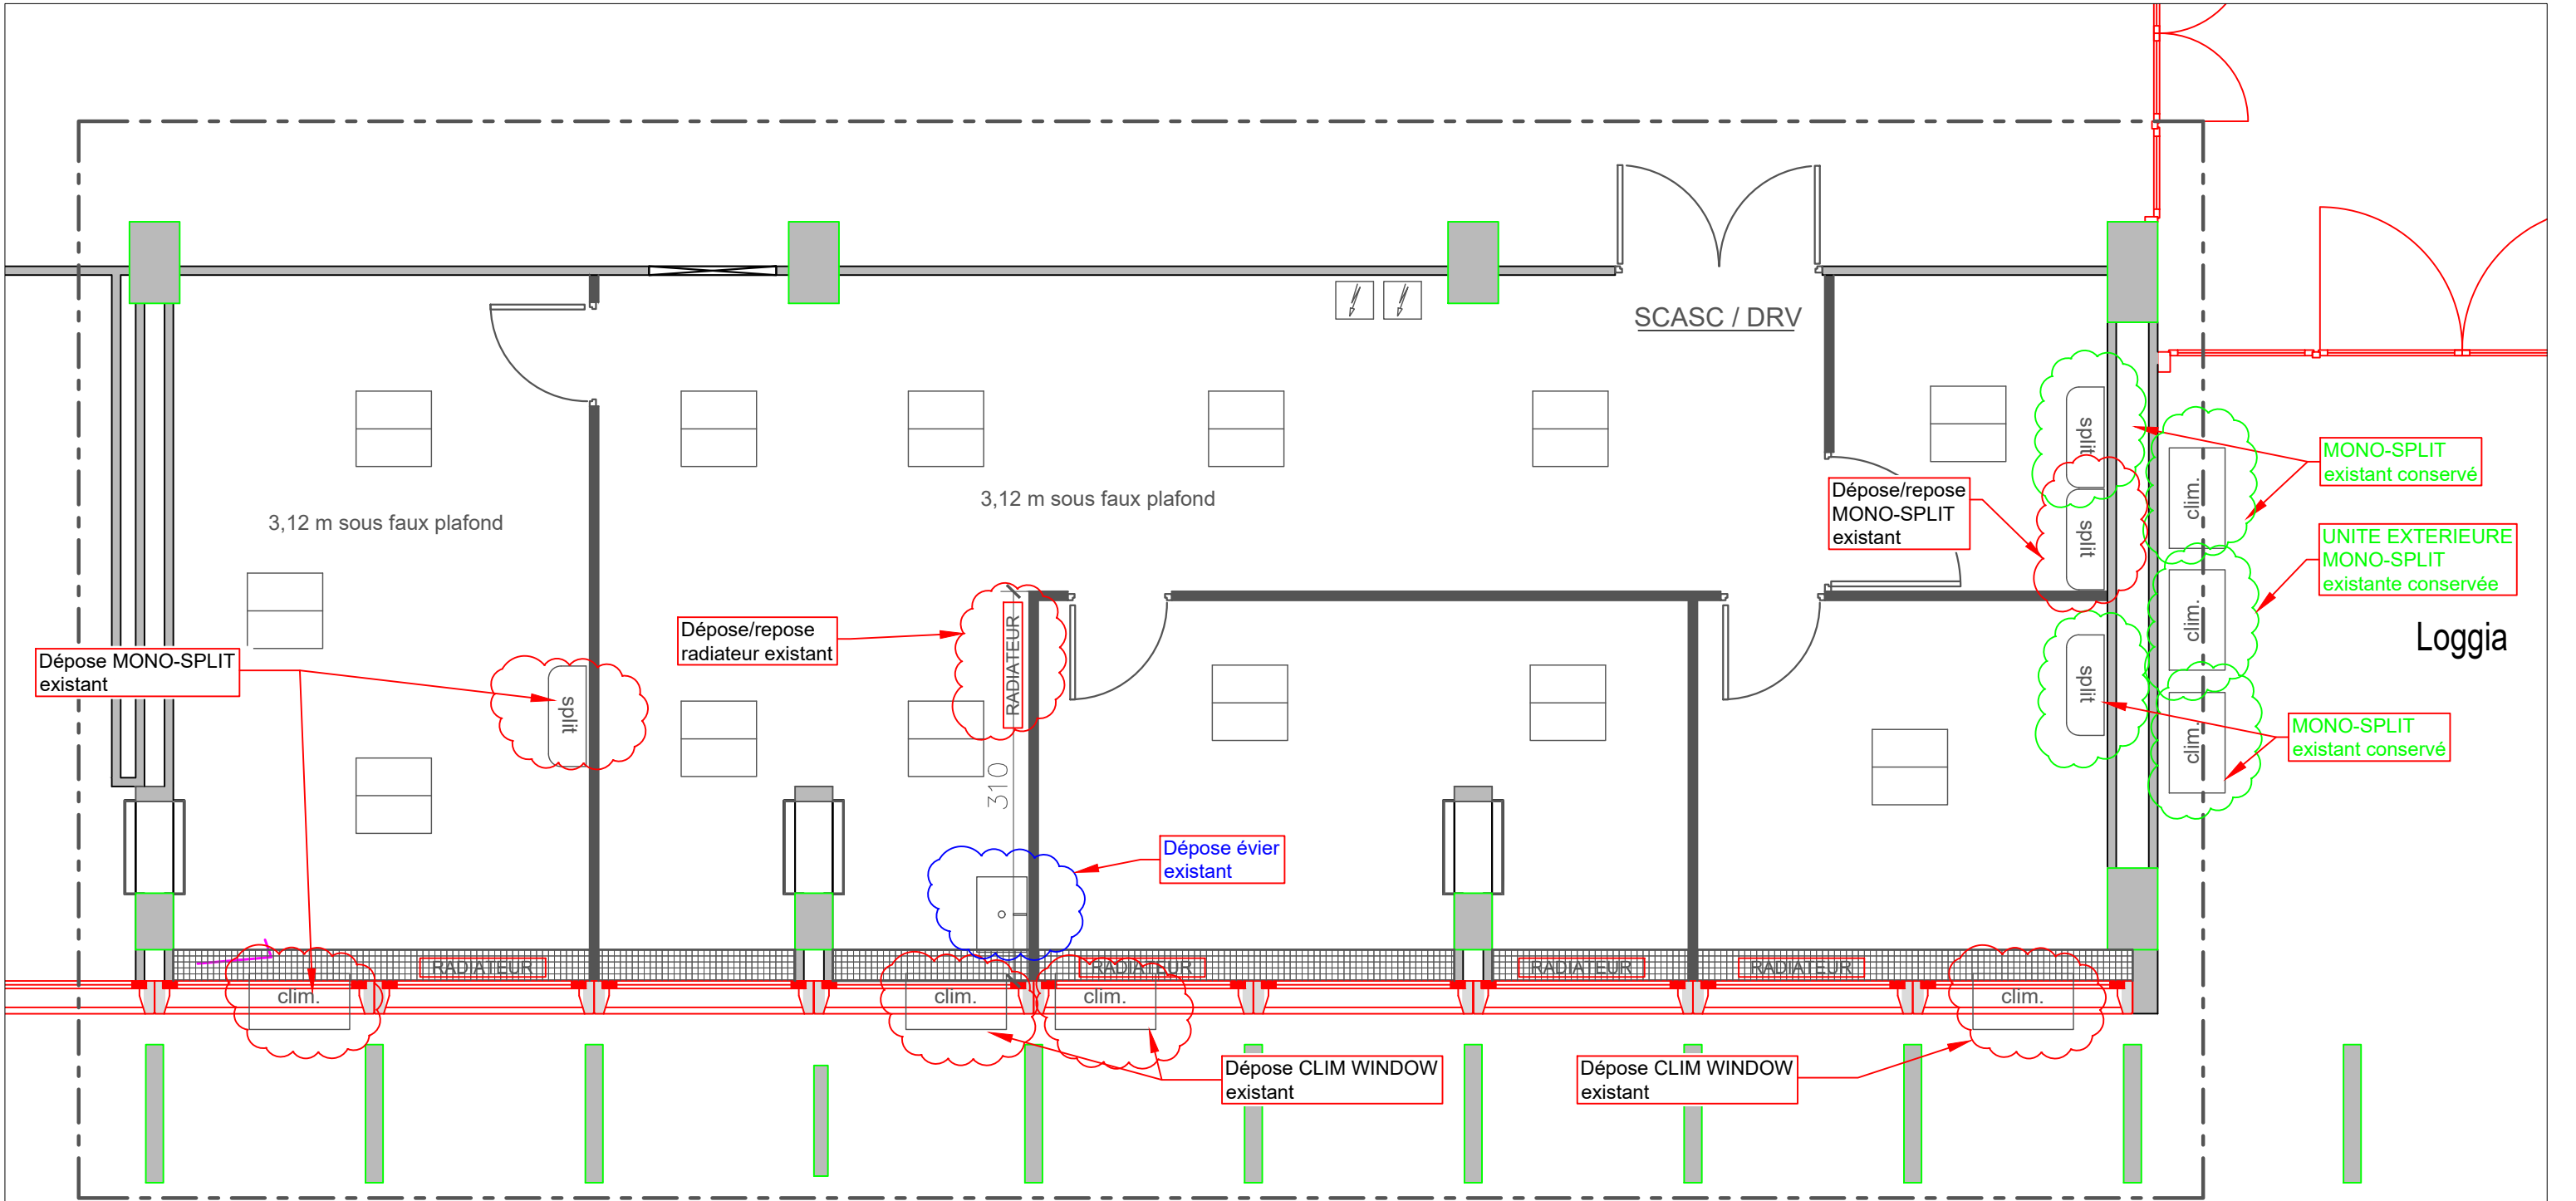 SCASC / DRV
3,12 m sous faux plafond
3,12 m sous faux plafond
Dépose MONO-SPLIT
existant
split
Dépose/repose
radiateur existant
RADIATEUR
310
Dépose évier
existant
Dépose/repose
MONO-SPLIT
existant
split
split
split
clim.
clim.
clim.
MONO-SPLIT
existant conservé
UNITE EXTERIEURE
MONO-SPLIT
existante conservée
Loggia
MONO-SPLIT
existant conservé
RADIATEUR
RADIATEUR
RADIATEUR
RADIATEUR
clim.
clim.
clim.
clim.
Dépose CLIM WINDOW
existant
Dépose CLIM WINDOW
existant